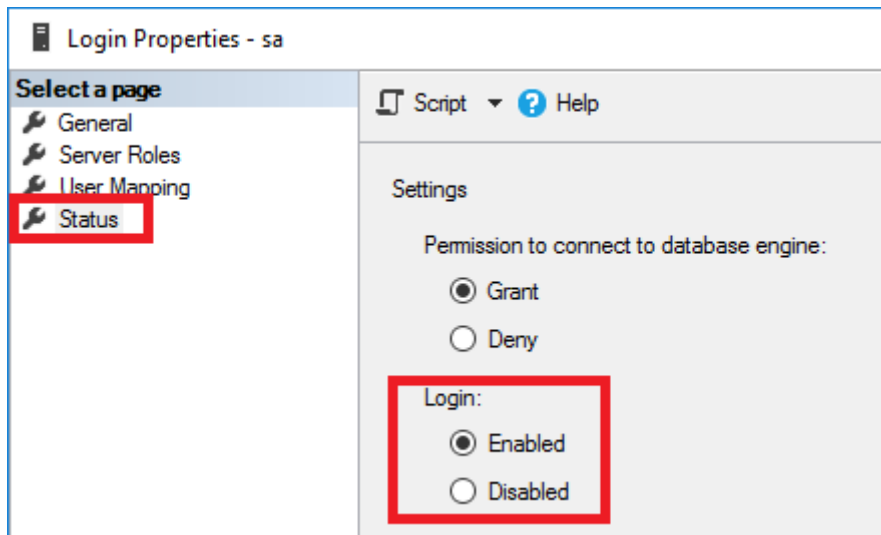 Login Properties - sa
Select a page
General
Server Roles
User Mapping
Status
Script
Help
Settings
Permission to connect to database engine:
Grant
Deny
Login:
Enabled
Disabled